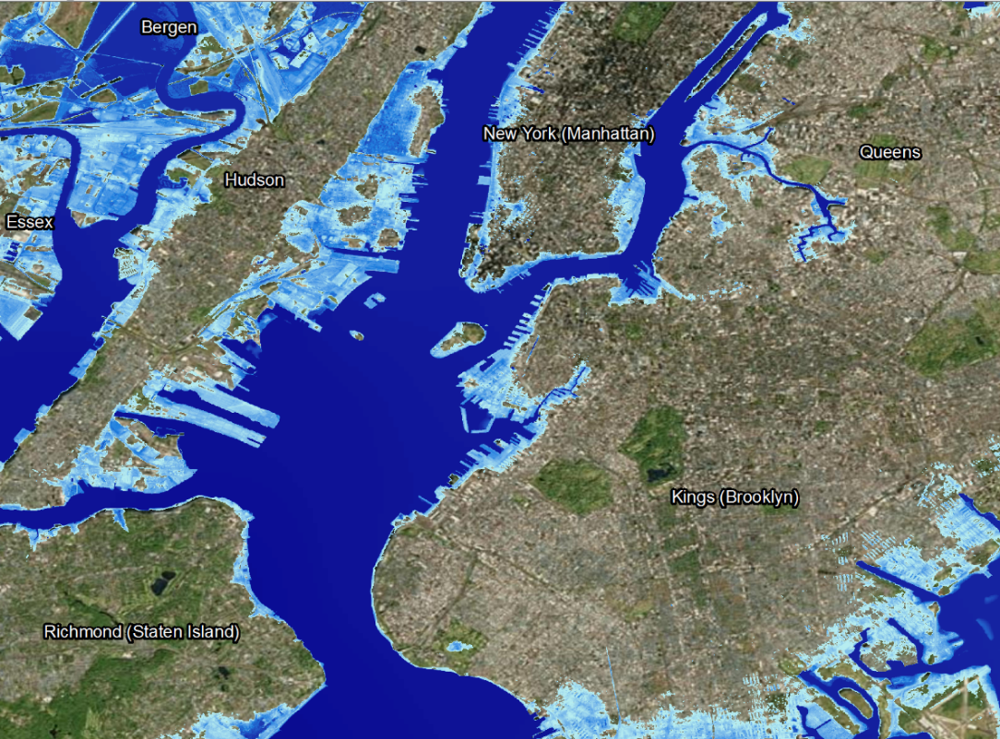 Bergen
New York (Manhattan)
Queens
Hudson
Essex
Kings (Brooklyn)
Richmond (Staten Island)